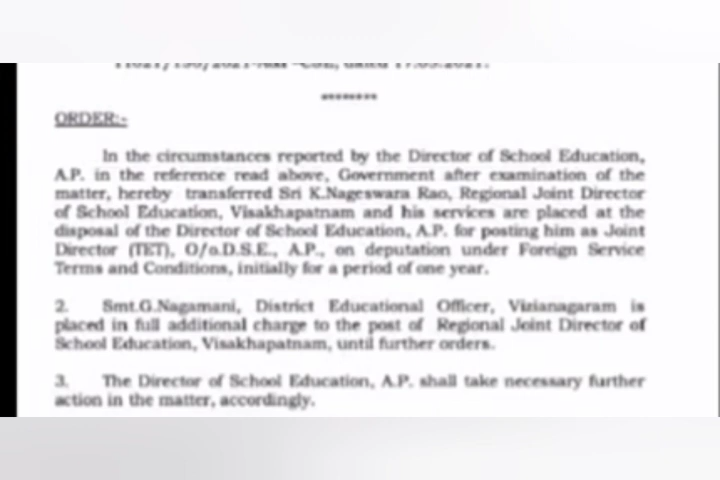 ********
ORDER:-
In the circumstances reported by the Director of School Education,
A.P. in the reference read above, Government after examination of the
matter, hereby transferred Sri K.Nageswara Rao, Regional Joint Director
of School Education, Visakhapatnam and his services are placed at the
disposal of the Director of School Education, A.P. for posting him as Joint
Director (TET), O/o.D.S.E., A.P., on deputation under Foreign Service
Terms and Conditions, initially for a period of one year.
2. Smt.G.Nagamani, District Educational Officer, Vizianagaram is
placed in full additional charge to the post of Regional Joint Director of
School Education, Visakhapatnam, until further orders.
3. The Director of School Education, A.P. shall take necessary further
action in the matter, accordingly.